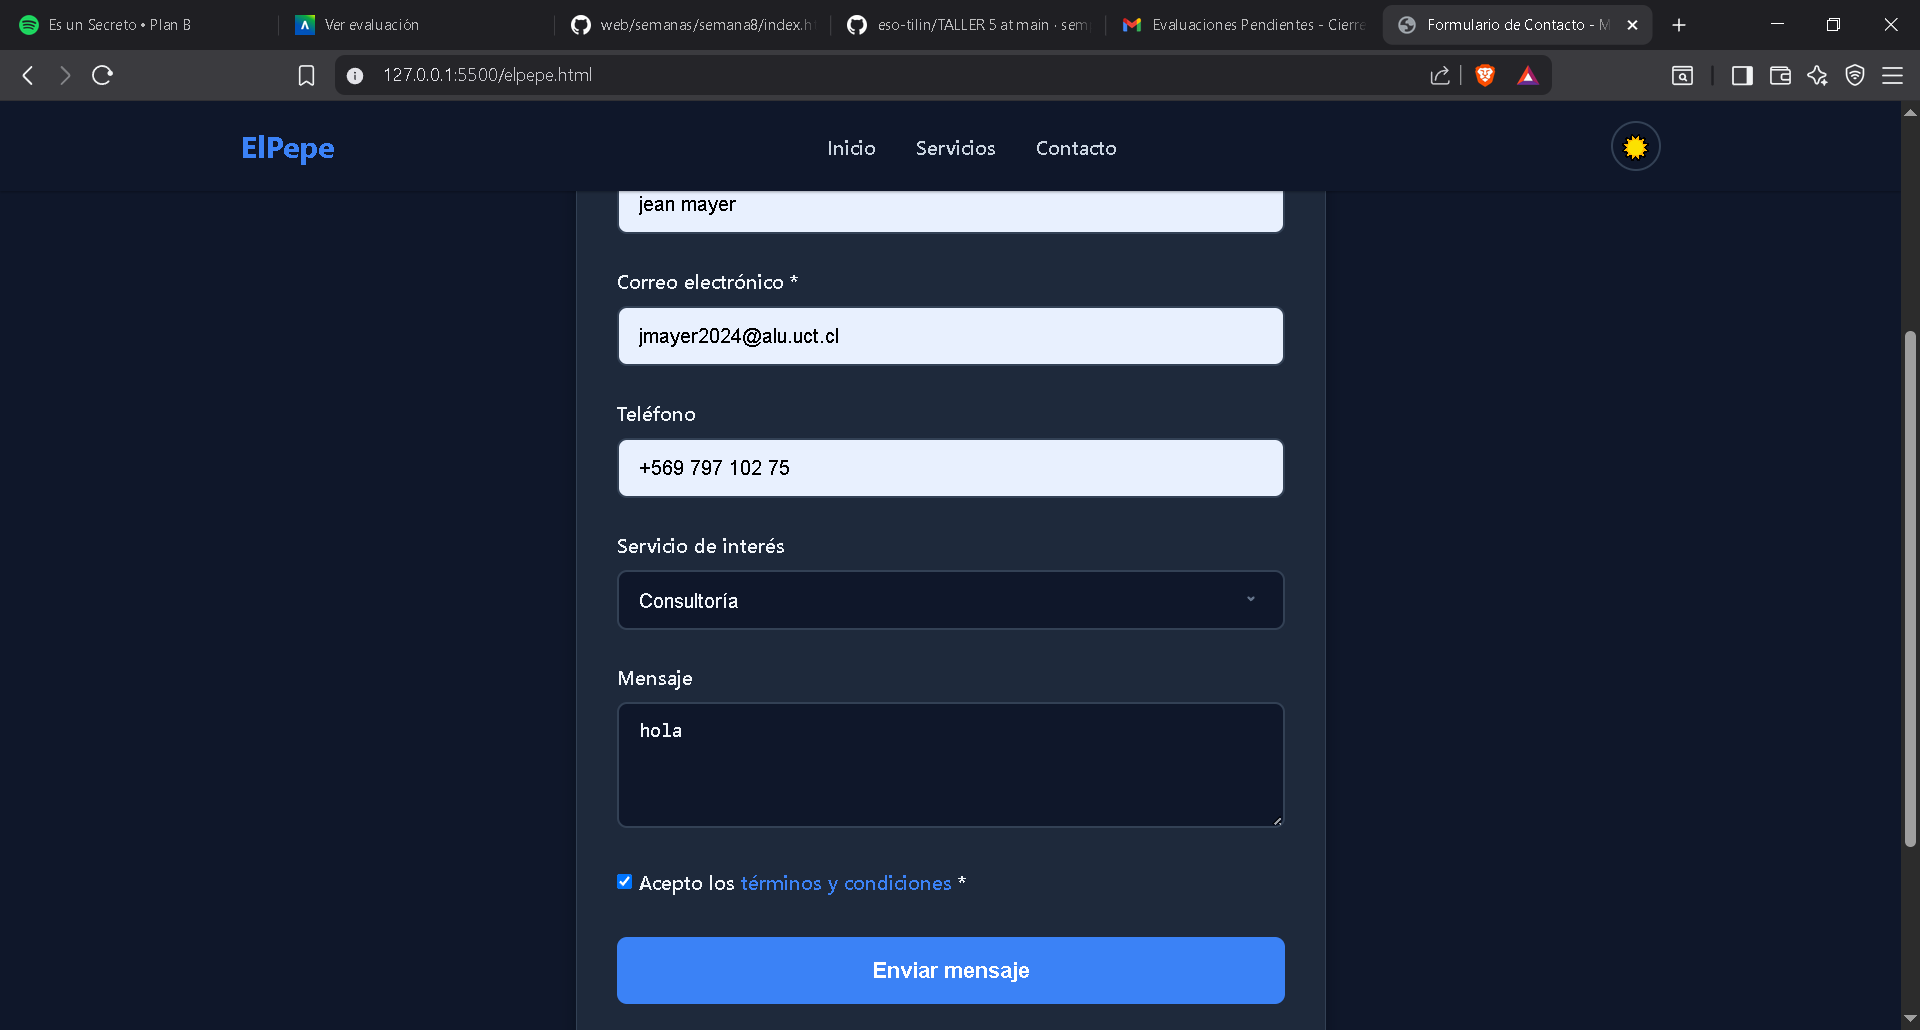 Es un Secreto • Plan B
Ver evaluación
web/semanas/semana8/index.h
eso-tilin/TALLER 5 at main · sem
Evaluaciones Pendientes - Cierre
Formulario de Contacto - M
127.0.0.1:5500/elpepe.html
ElPepe
Inicio
Servicios
Contacto
jean mayer
Correo electrónico *
jmayer2024@alu.uct.cl
Teléfono
+569 797 102 75
Servicio de interés
Consultoría
Mensaje
hola
Acepto los términos y condiciones *
Enviar mensaje